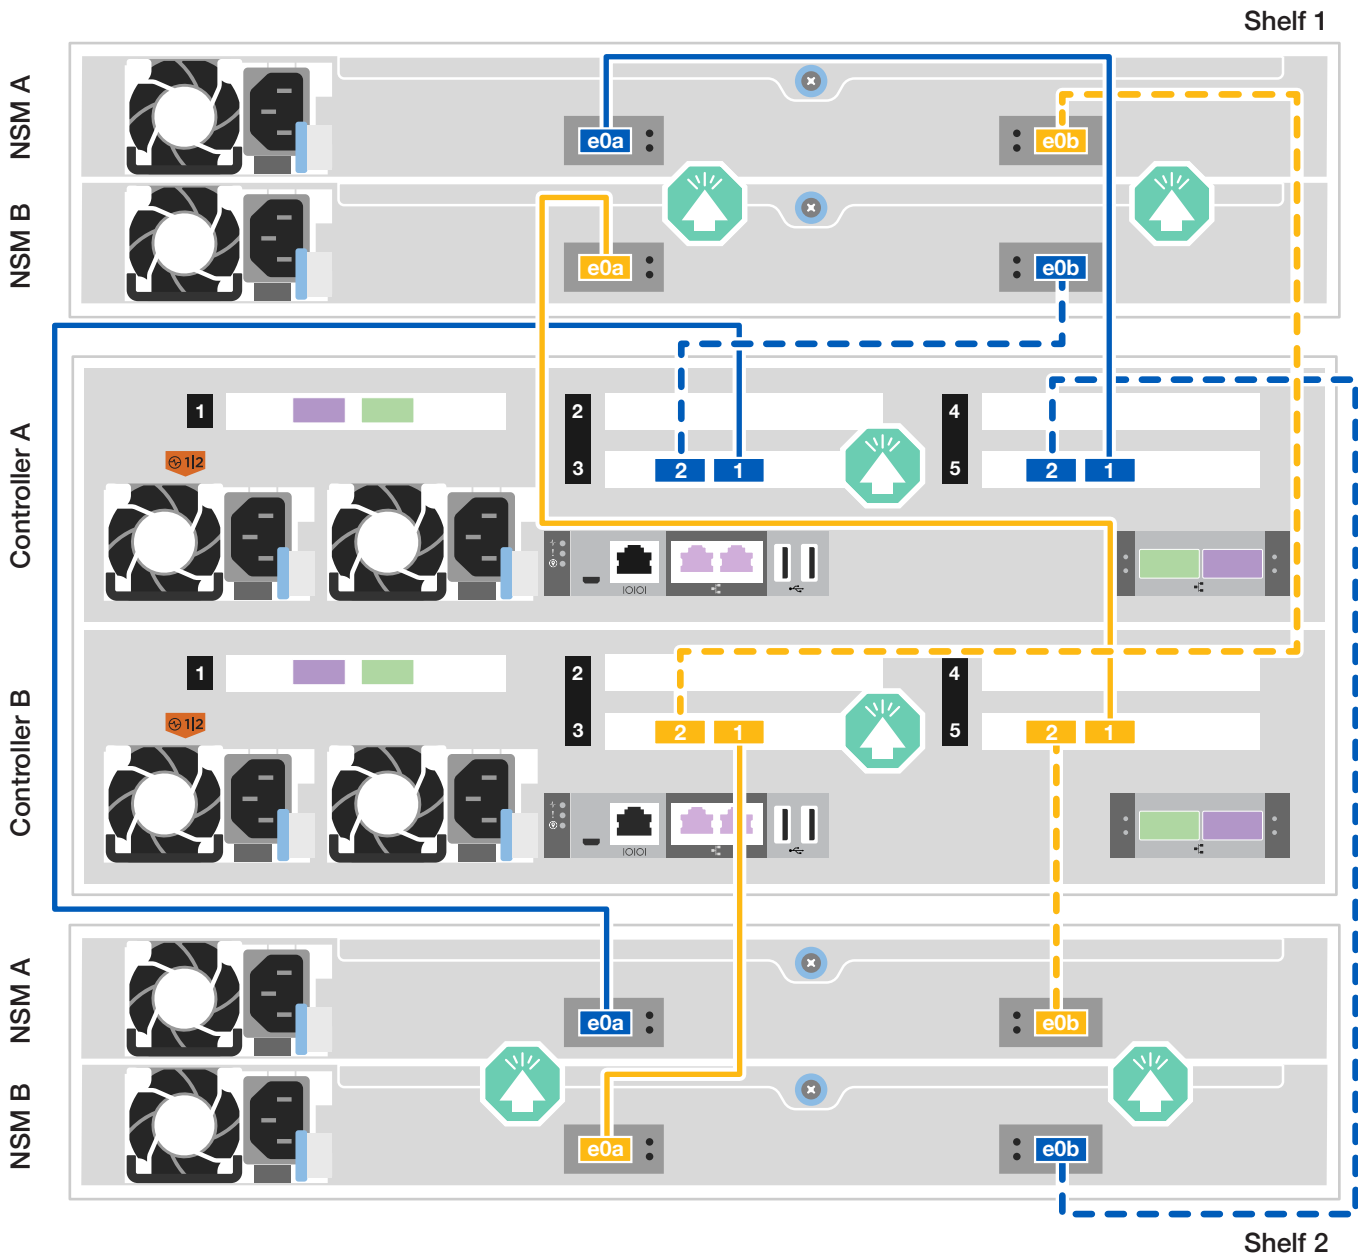 Shelf 1
NSM A
e0a
e0b
NSM B
e0a
e0b
Controller A
1
2
4
1|2
3
2
1
5
2
1
IOIOI
Controller B
1
2
4
1|2
3
2
1
5
2
1
IOIOI
NSM A
e0a
e0b
NSM B
e0a
e0b
Shelf 2